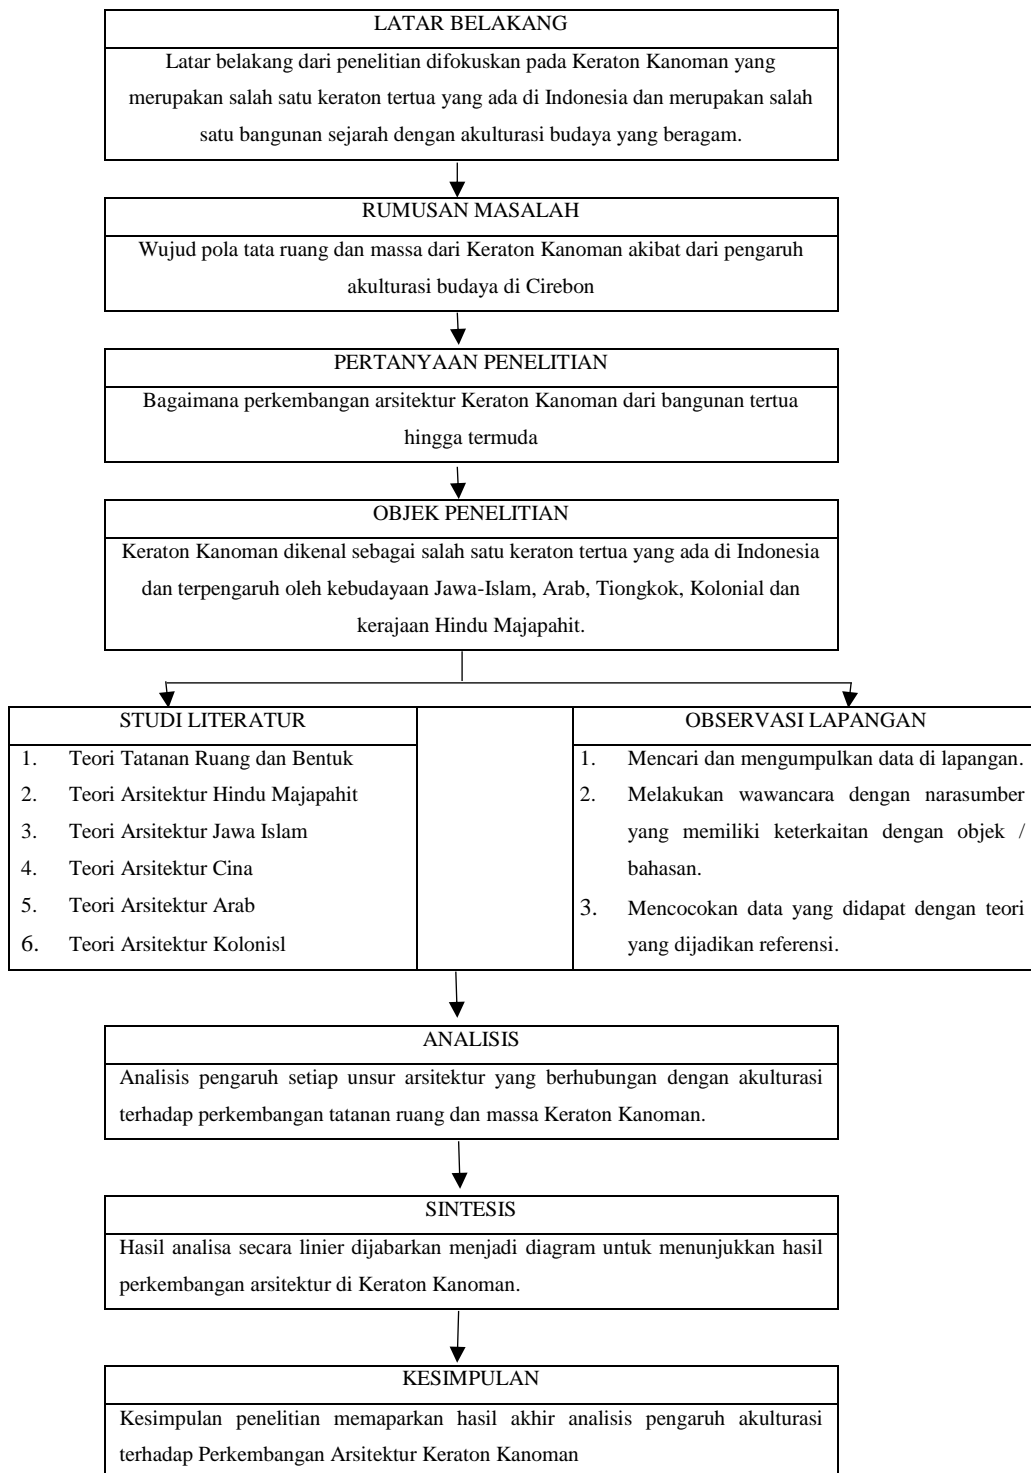 LATAR BELAKANG
Latar belakang dari penelitian difokuskan pada Keraton Kanoman yang
merupakan salah satu keraton tertua yang ada di Indonesia dan merupakan salah
satu bangunan sejarah dengan akulturasi budaya yang beragam.
RUMUSAN MASALAH
Wujud pola tata ruang dan massa dari Keraton Kanoman akibat dari pengaruh
akulturasi budaya di Cirebon
PERTANYAAN PENELITIAN
Bagaimana perkembangan arsitektur Keraton Kanoman dari bangunan tertua
hingga termuda
OBJEK PENELITIAN
Keraton Kanoman dikenal sebagai salah satu keraton tertua yang ada di Indonesia
dan terpengaruh oleh kebudayaan Jawa-Islam, Arab, Tiongkok, Kolonial dan
kerajaan Hindu Majapahit.
STUDI LITERATUR
1. Teori Tatanan Ruang dan Bentuk
2. Teori Arsitektur Hindu Majapahit
3. Teori Arsitektur Jawa Islam
4. Teori Arsitektur Cina
5. Teori Arsitektur Arab
6. Teori Arsitektur Kolonisl
OBSERVASI LAPANGAN
1. Mencari dan mengumpulkan data di lapangan.
2. Melakukan wawancara dengan narasumber
yang memiliki keterkaitan dengan objek /
bahasan.
3. Mencocokan data yang didapat dengan teori
yang dijadikan referensi.
ANALISIS
Analisis pengaruh setiap unsur arsitektur yang berhubungan dengan akulturasi
terhadap perkembangan tatanan ruang dan massa Keraton Kanoman.
SINTESIS
Hasil analisa secara linier dijabarkan menjadi diagram untuk menunjukkan hasil
perkembangan arsitektur di Keraton Kanoman.
KESIMPULAN
Kesimpulan penelitian memaparkan hasil akhir analisis pengaruh akulturasi
terhadap Perkembangan Arsitektur Keraton Kanoman